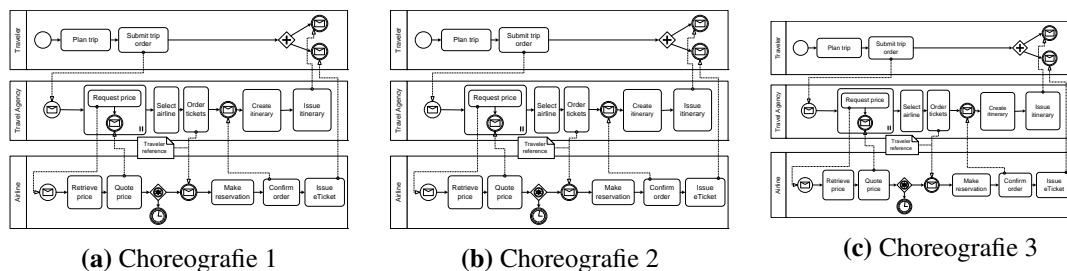 Traveler
Plan trip
Submit trip
order
Travel Agency
Request price
Select
airline
Order
tickets
Create
itinerary
Issue
itinerary
Traveler
reference
Airline
Retrieve
price
Quote
price
Make
reservation
Confirm
order
Issue
eTicket
(a) Choreografie 1
Traveler
Plan trip
Submit trip
order
Travel Agency
Request price
Select
airline
Order
tickets
Create
itinerary
Issue
itinerary
Traveler
reference
Airline
Retrieve
price
Quote
price
Make
reservation
Confirm
order
Issue
eTicket
(b) Choreografie 2
Traveler
Plan trip
Submit trip
order
Travel Agency
Request price
Select
airline
Order
tickets
Create
itinerary
Issue
itinerary
Traveler
reference
Airline
Retrieve
price
Quote
price
Make
reservation
Confirm
order
Issue
eTicket
(c) Choreografie 3